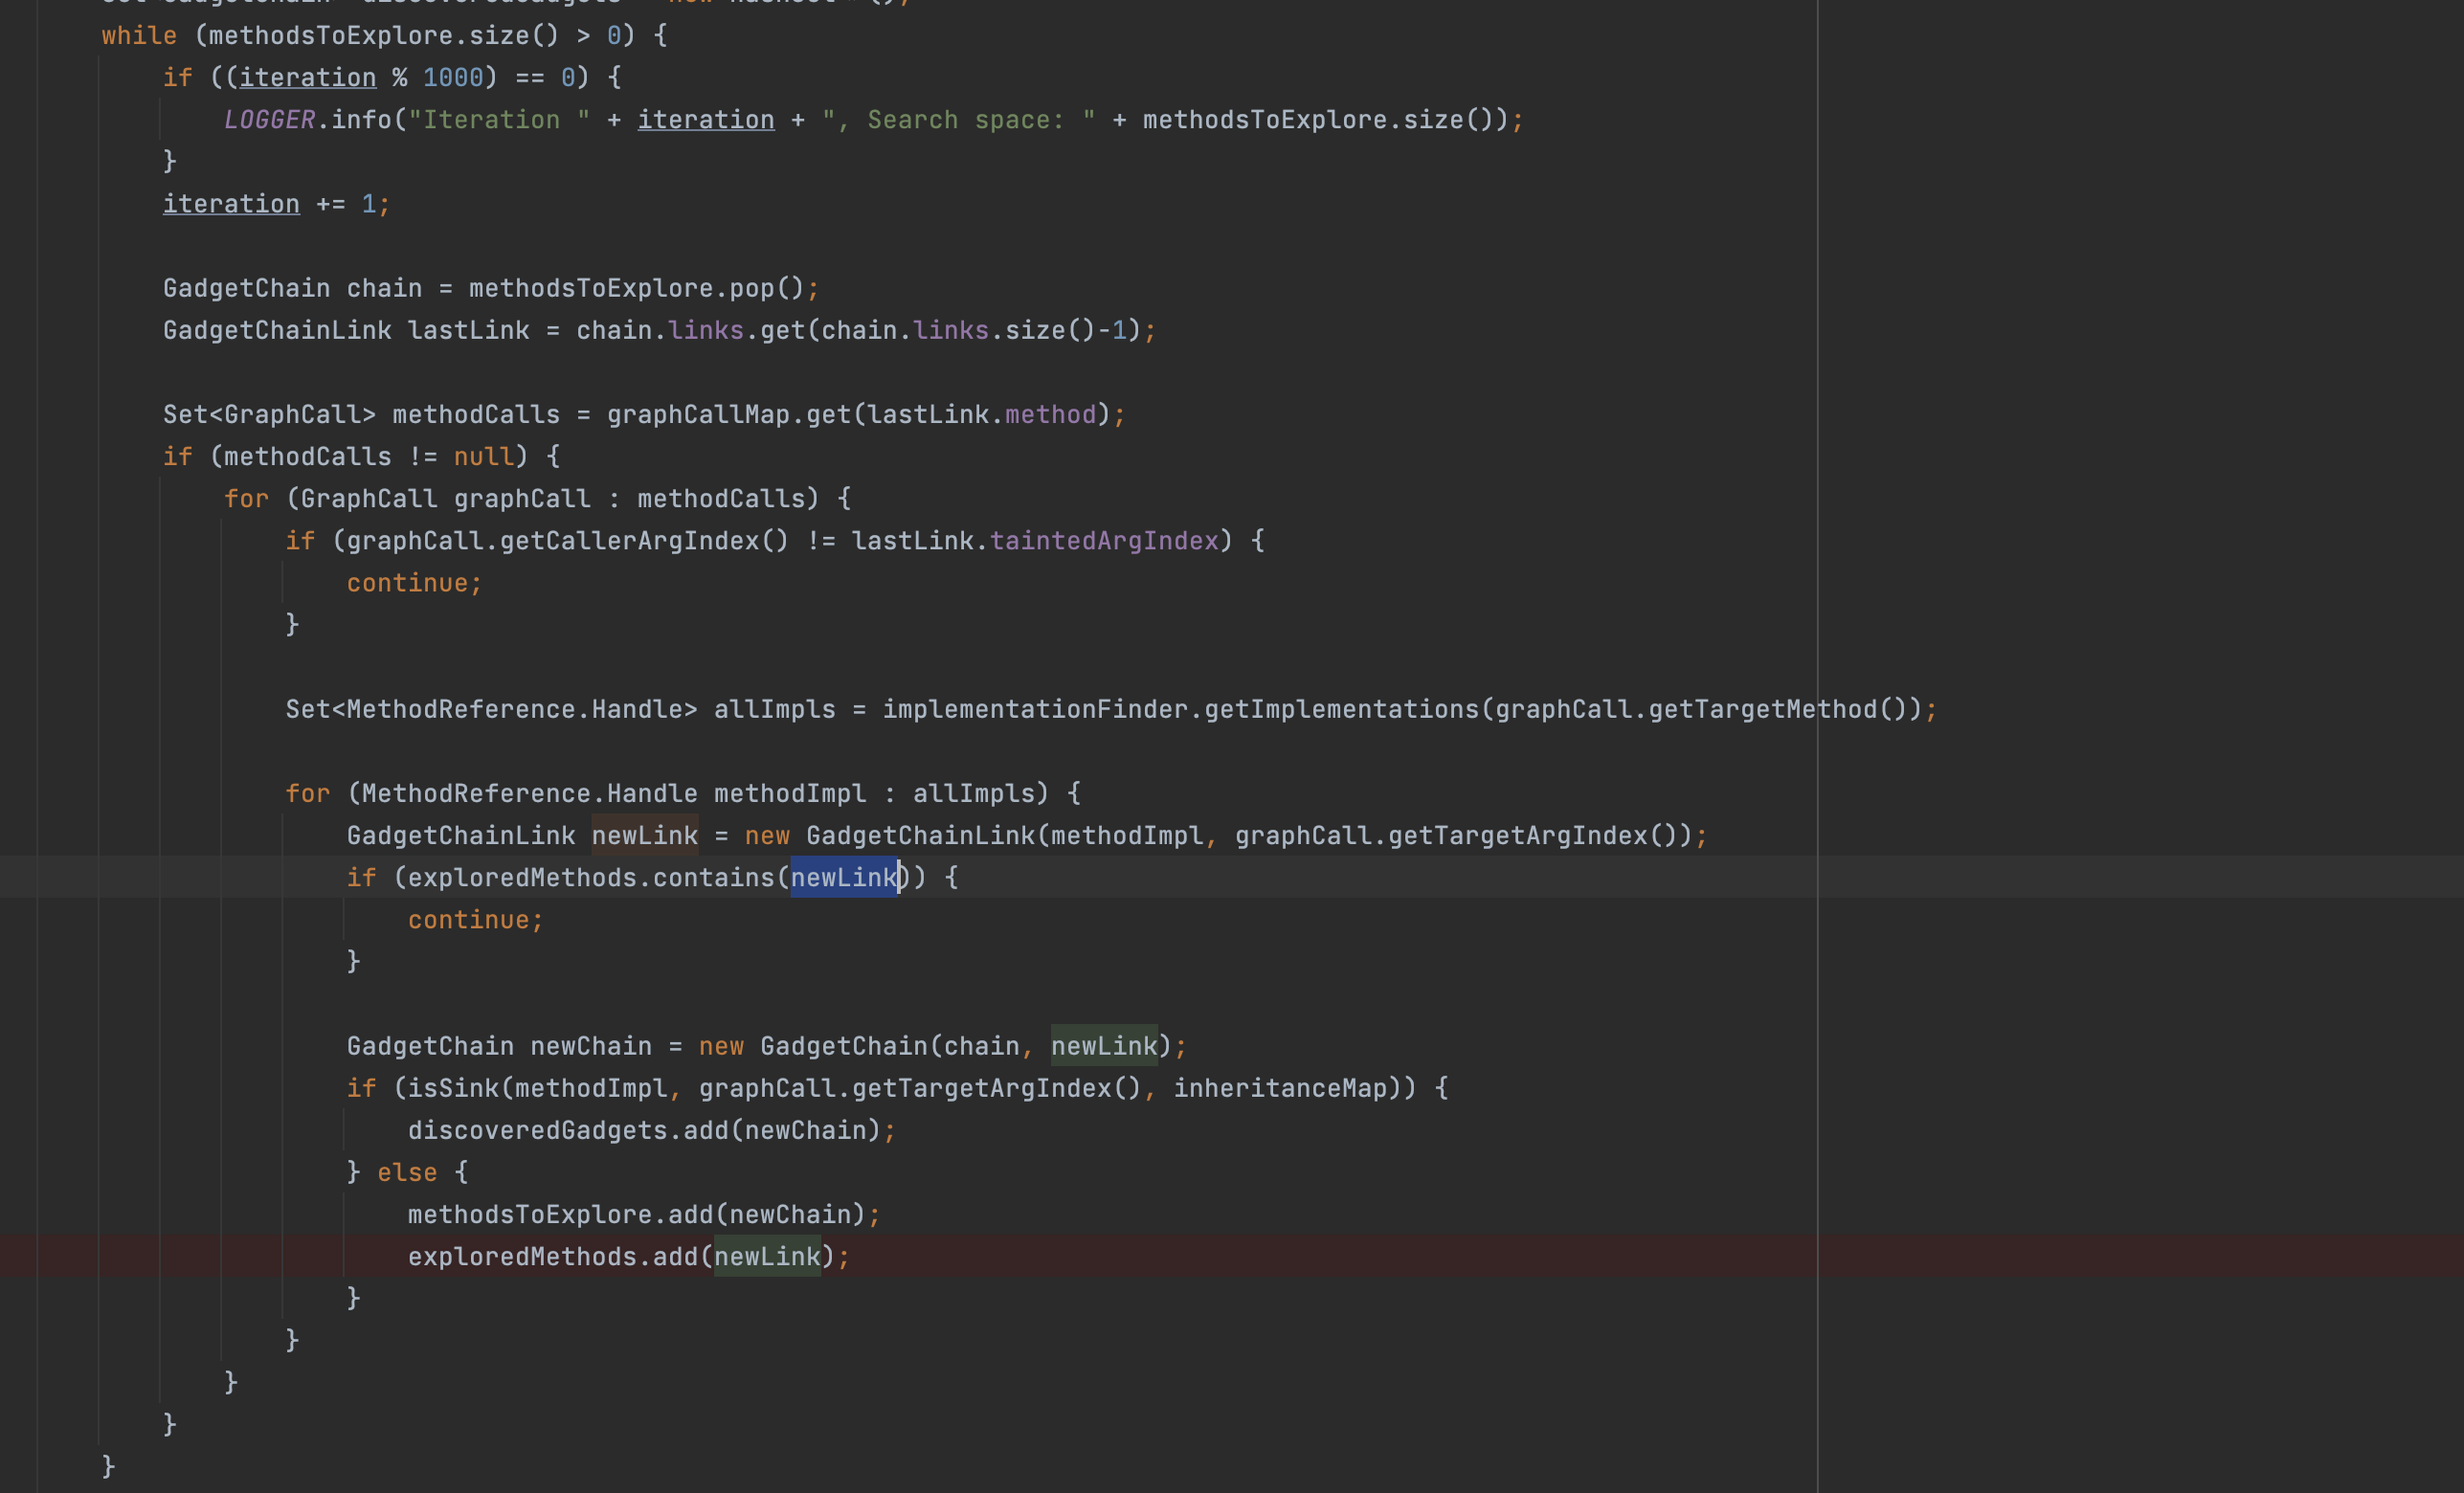 while (methodsToExplore.size() > 0) {
if ((iteration % 1000) == 0) {
LOGGER.info("Iteration " + iteration + ", Search space: " + methodsToExplore.size());
}
iteration += 1;
GadgetChain chain = methodsToExplore.pop();
GadgetChainLink lastLink = chain.links.get(chain.links.size()-1);
Set<GraphCall> methodCalls = graphCallMap.get(lastLink.method);
if (methodCalls != null) {
for (GraphCall graphCall : methodCalls) {
if (graphCall.getCallerArgIndex() != lastLink.taintedArgIndex) {
continue;
}
Set<MethodReference.Handle> allImpls = implementationFinder.getImplementations(graphCall.getTargetMethod());
for (MethodReference.Handle methodImpl : allImpls) {
GadgetChainLink newLink = new GadgetChainLink(methodImpl, graphCall.getTargetArgIndex());
if (exploredMethods.contains(newLink)) {
continue;
}
GadgetChain newChain = new GadgetChain(chain, newLink);
if (isSink(methodImpl, graphCall.getTargetArgIndex(), inheritanceMap)) {
discoveredGadgets.add(newChain);
} else {
methodsToExplore.add(newChain);
exploredMethods.add(newLink);
}
}
}
}
}